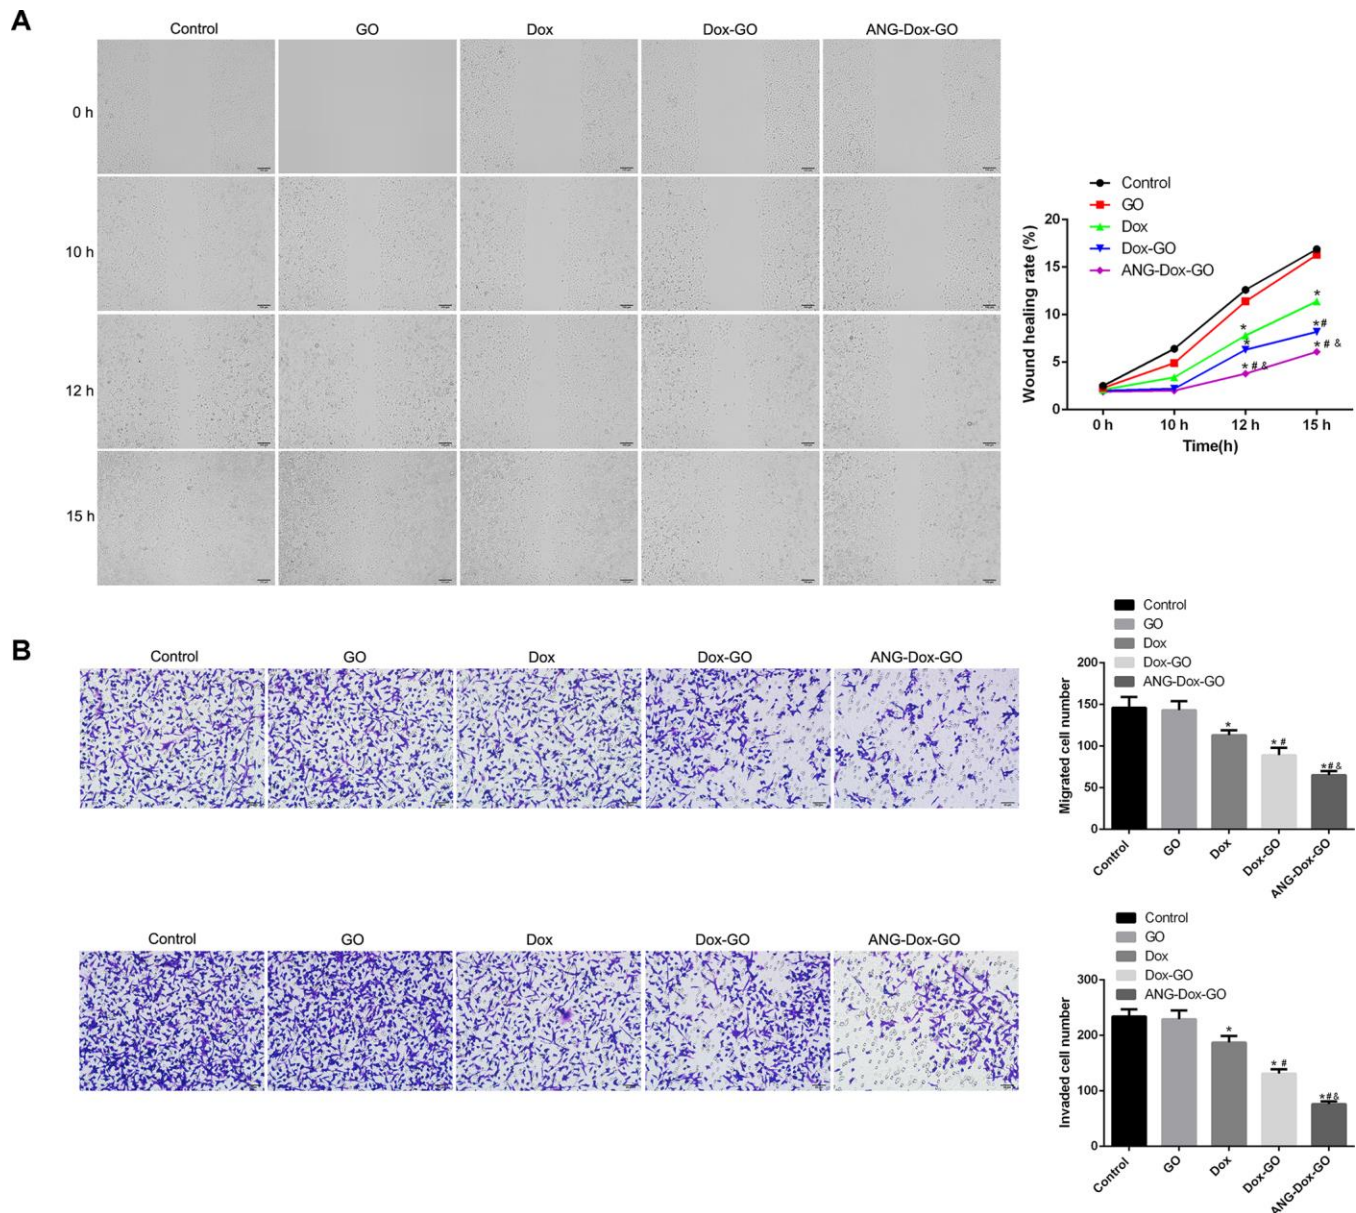 A
Control GO Dox Dox-GO ANG-Dox-GO
0 h
10 h
12 h
15 h
Control
GO
Dox
Dox-GO
ANG-Dox-GO
Wound healing rate (%)
20
15
10
5
0
*
*
* #
*
* # &
* # &
0 h 10 h 12 h 15 h
Time(h)
B
Control GO Dox Dox-GO ANG-Dox-GO
Control
GO
Dox
Dox-GO
ANG-Dox-GO
Migrated cell number
200
150
100
50
0
*
* #
*#&
Control GO Dox Dox-GO ANG-Dox-GO
Control GO Dox Dox-GO ANG-Dox-GO
Control
GO
Dox
Dox-GO
ANG-Dox-GO
Invaded cell number
300
200
100
0
*
* #
*#&
Control GO Dox Dox-GO ANG-Dox-GO